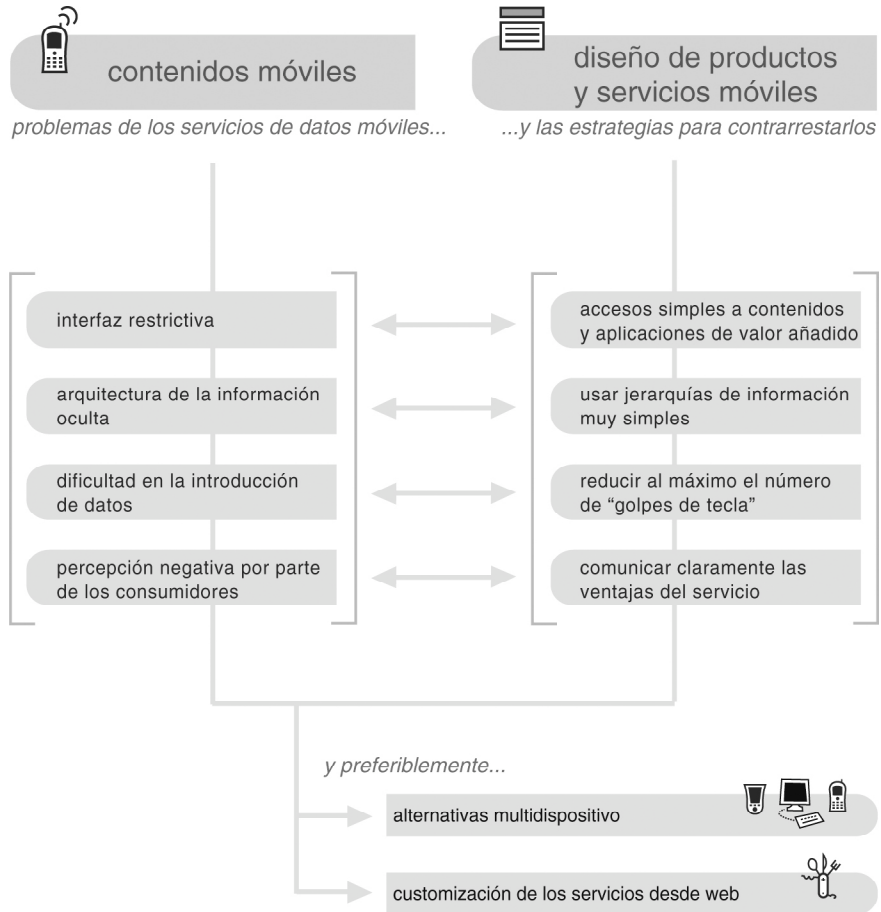 contenidos móviles
problemas de los servicios de datos móviles...
diseño de productos
y servicios móviles
...y las estrategias para contrarrestarlos
interfaz restrictiva
accesos simples a contenidos
y aplicaciones de valor añadido
arquitectura de la información
oculta
usar jerarquías de información
muy simples
dificultad en la introducción
de datos
reducir al máximo el número
de “golpes de tecla”
percepción negativa por parte
de los consumidores
comunicar claramente las
ventajas del servicio
y preferiblemente...
alternativas multidispositivo
customización de los servicios desde web